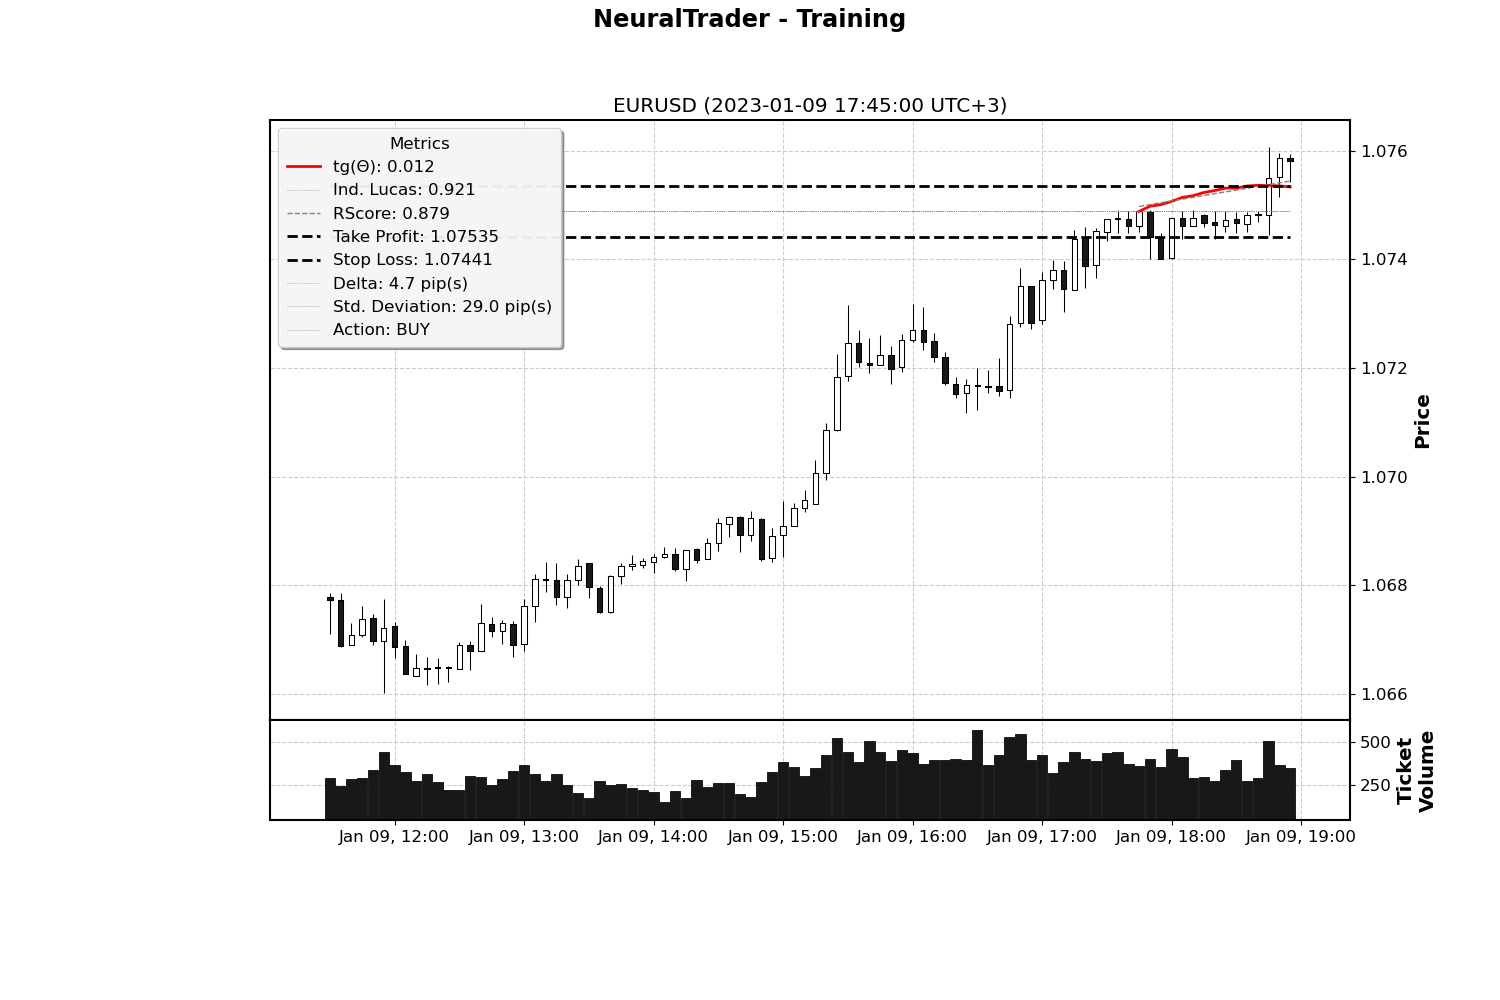 NeuralTrader - Training
EURUSD (2023-01-09 17:45:00 UTC+3)
Metrics
tg(Θ): 0.012
Ind. Lucas: 0.921
RScore: 0.879
Take Profit: 1.07535
Stop Loss: 1.07441
Delta: 4.7 pip(s)
Std. Deviation: 29.0 pip(s)
Action: BUY
1.076
1.074
1.072
1.070
1.068
1.066
Price
500
250
Ticket
Volume
Jan 09, 12:00
Jan 09, 13:00
Jan 09, 14:00
Jan 09, 15:00
Jan 09, 16:00
Jan 09, 17:00
Jan 09, 18:00
Jan 09, 19:00